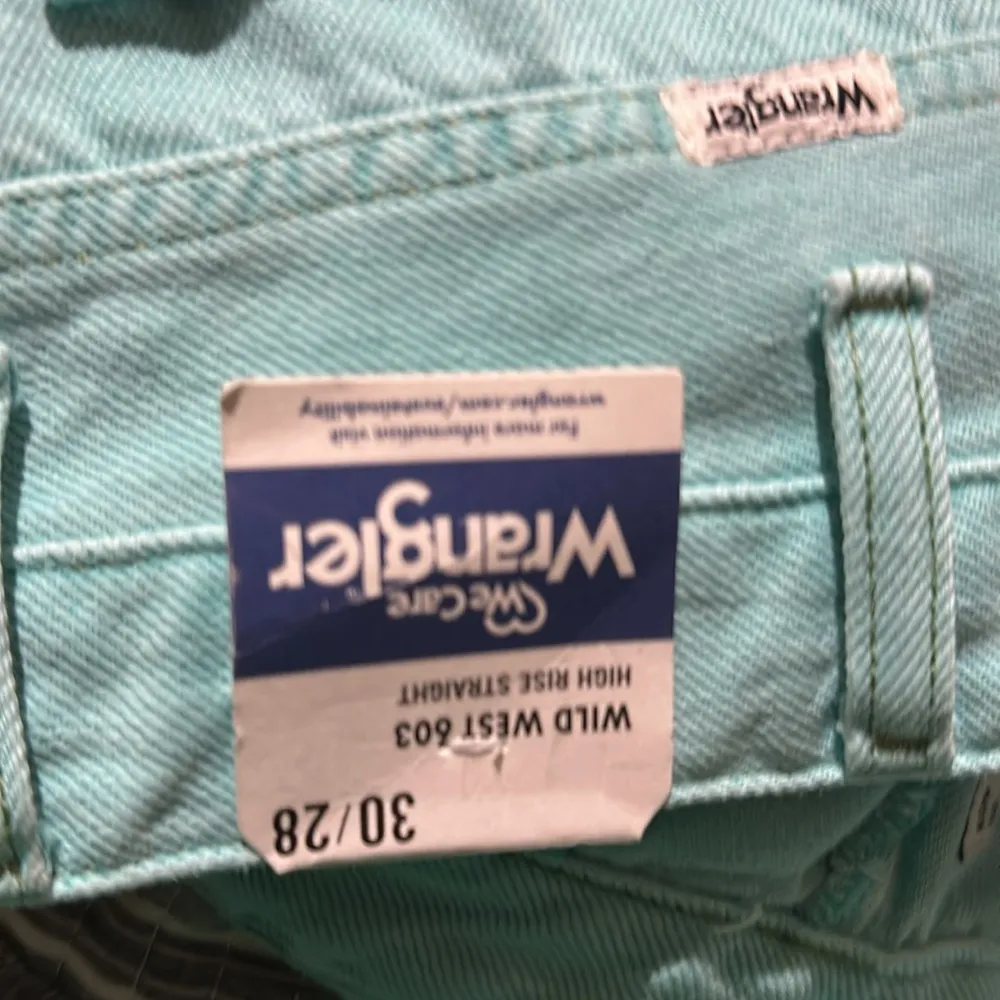 30/28
WILD WEST 603
HIGH RISE STRAIGHT
We Care
Wrangler
For more information visit
wrangler.com/sustainability
Wrangler